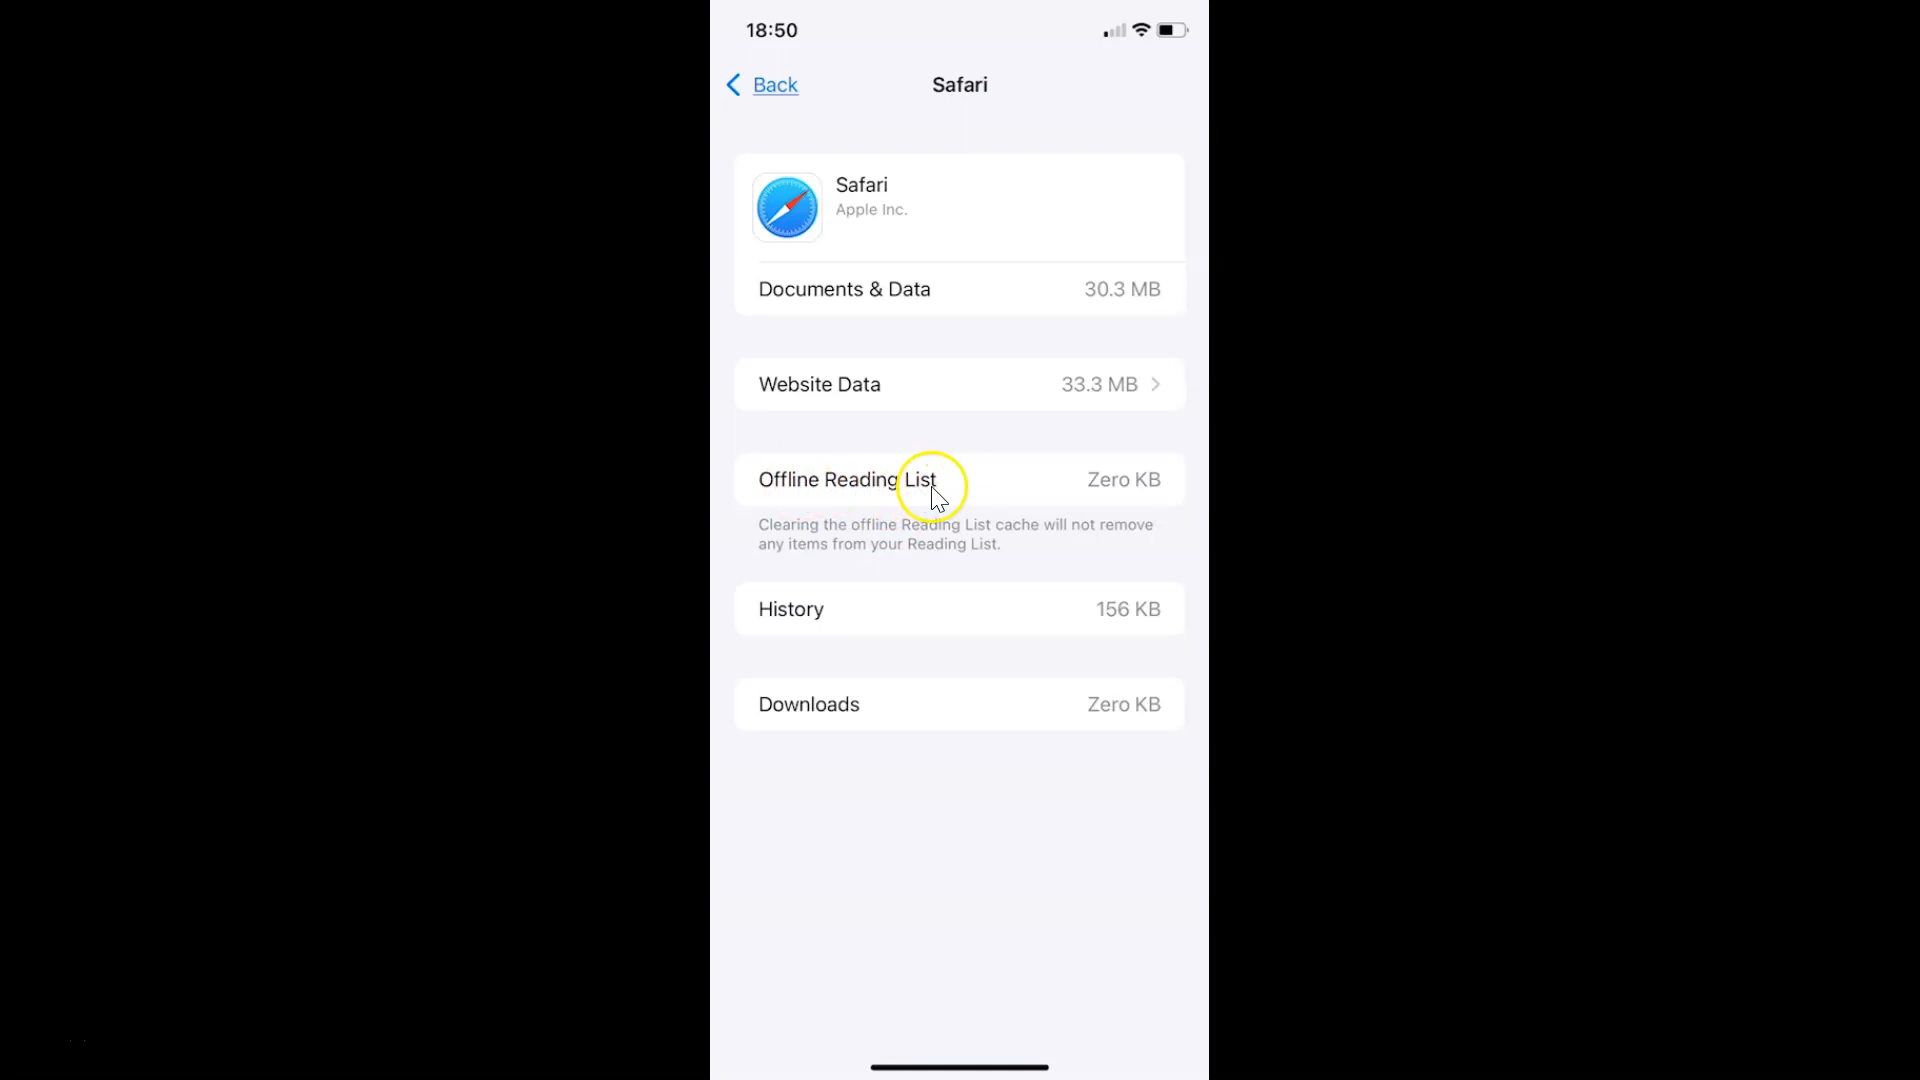 18:50
Back
Safari
Safari
Apple Inc.
Documents & Data 30.3 MB
Website Data 33.3 MB
Offline Reading List Zero KB
Clearing the offline Reading List cache will not remove
any items from your Reading List.
History 156 KB
Downloads Zero KB